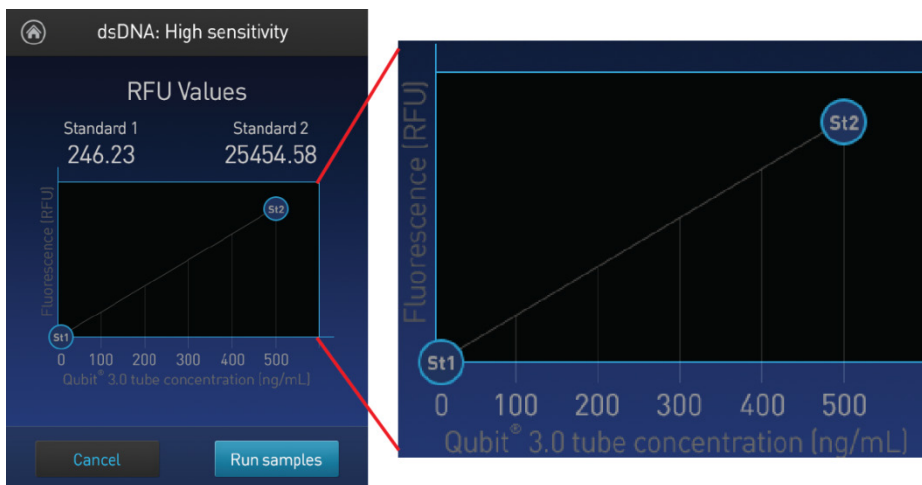 dsDNA: High sensitivity
RFU Values
Standard 1 Standard 2
246.23 25454.58
Fluorescence (RFU)
St2
St1
0 100 200 300 400 500
Qubit® 3.0 tube concentration (ng/mL)
Cancel Run samples
Fluorescence (RFU)
St2
St1
0 100 200 300 400 500
Qubit® 3.0 tube concentration (ng/mL)